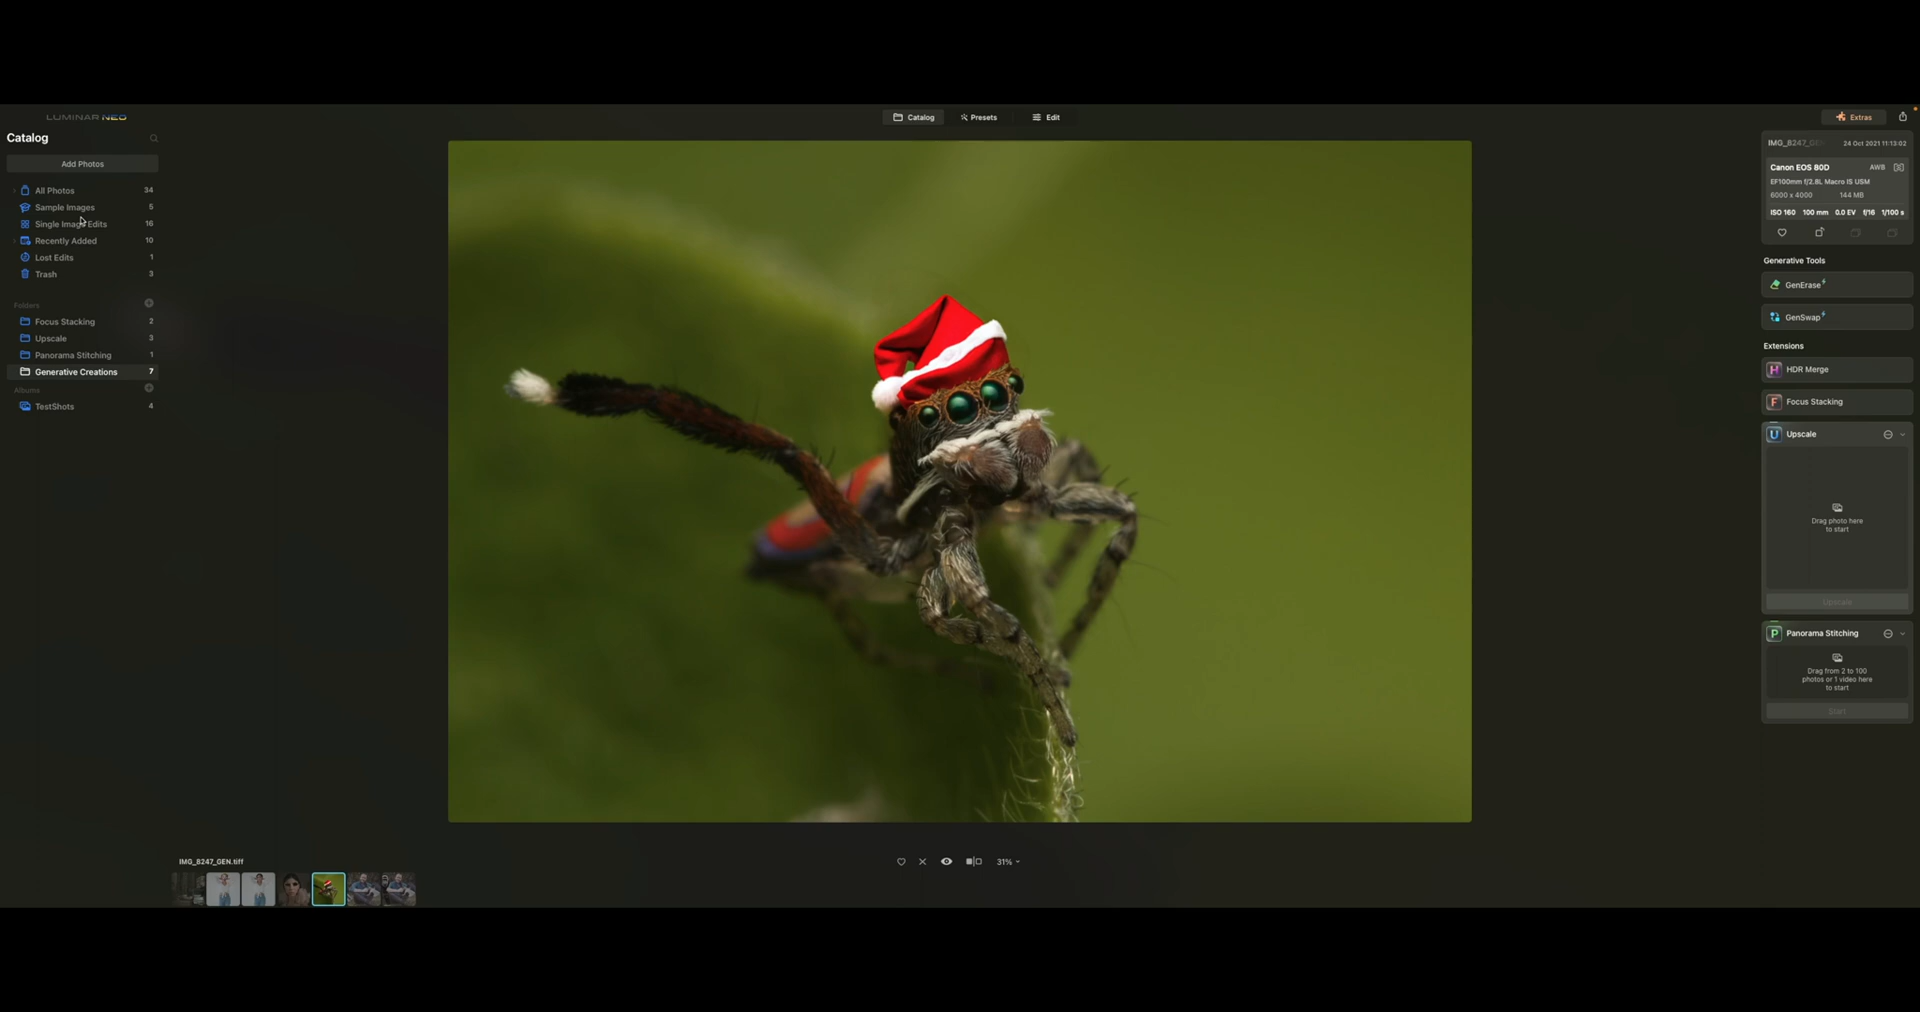 LUMINAR NEO
Catalog
Presets
Edit
Extras
Catalog
Add Photos
All Photos 34
Sample Images 5
Single Image Edits 16
Recently Added 10
Lost Edits 1
Trash 3
Folders
Focus Stacking 2
Upscale 3
Panorama Stitching 1
Generative Creations 7
Albums
TestShots 4
IMG_8247_GEN.tiff
31%
IMG_8247_GE 24 Oct 2021 11:13:02
Canon EOS 80D AWB
EF100mm f/2.8L Macro IS USM
6000 x 4000 144 MB
ISO 160 100 mm 0.0 EV f/16 1/100 s
Generative Tools
GenErase
GenSwap
Extensions
H HDR Merge
F Focus Stacking
U Upscale
Drag photo here
to start
Upscale
P Panorama Stitching
Drag from 2 to 100
photos or 1 video here
to start
Start